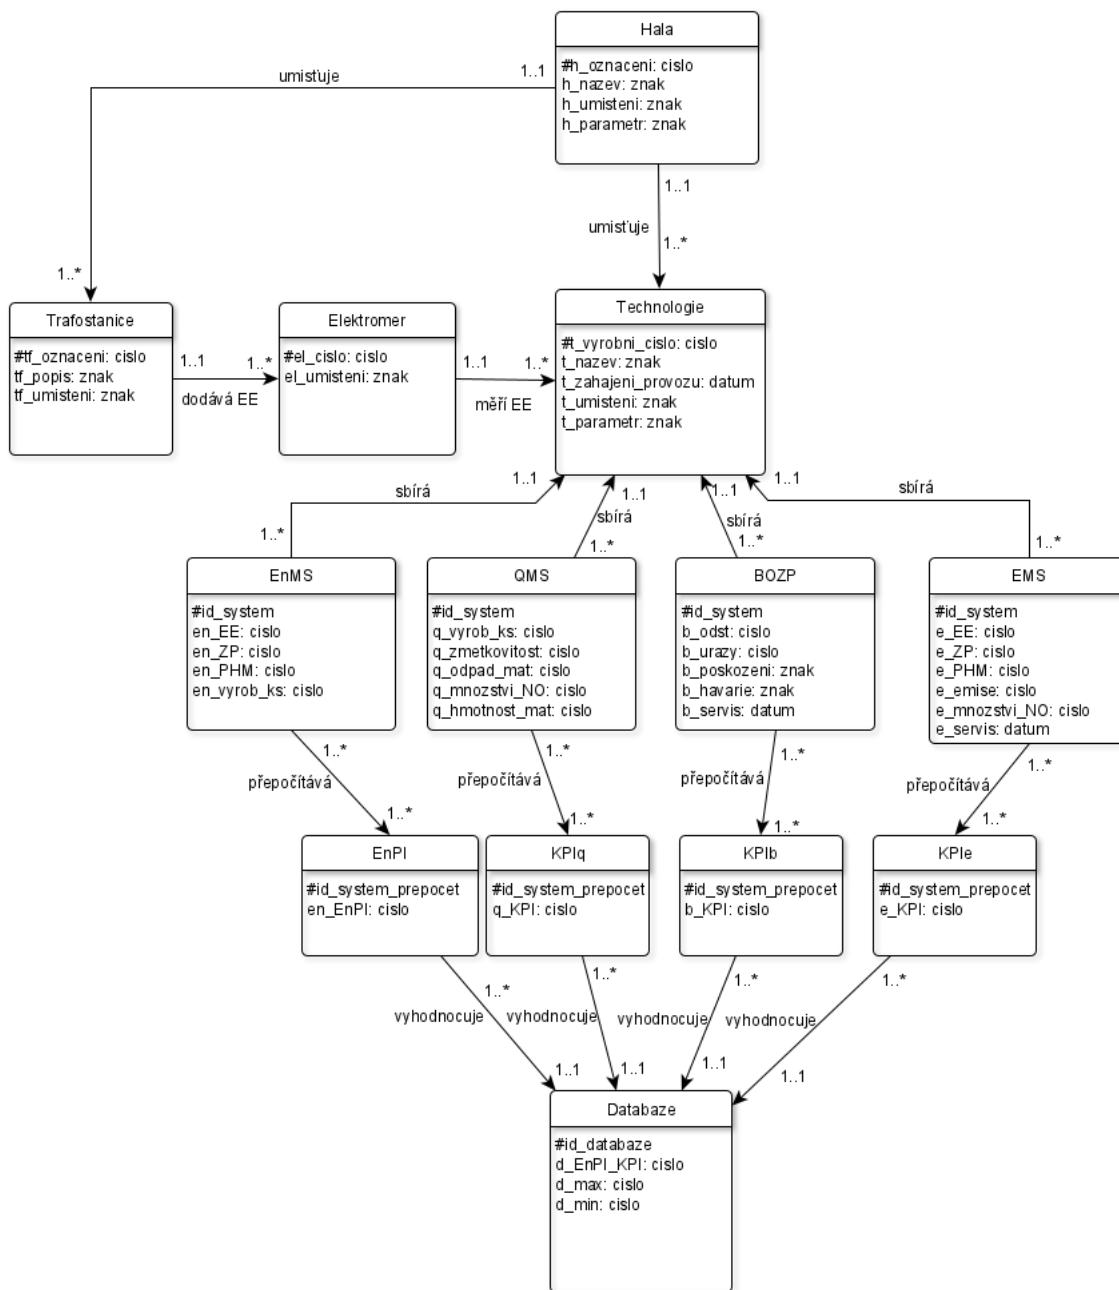 Hala
#h_oznaceni: cislo
h_nazev: znak
h_umisteni: znak
h_parametr: znak
umisťuje
1..1
1..1
umisťuje
1..*
1..*
Trafostanice
#tf_oznaceni: cislo
tf_popis: znak
tf_umisteni: znak
1..1
1..*
dodává EE
Elektromer
#el_cislo: cislo
el_umisteni: znak
1..1
1..*
měří EE
Technologie
#t_vyrobni_cislo: cislo
t_nazev: znak
t_zahajeni_provozu: datum
t_umisteni: znak
t_parametr: znak
sbírá
1..1
1..*
1..1
sbírá
1..*
1..1
sbírá
1..*
1..1
sbírá
1..*
EnMS
#id_system
en_EE: cislo
en_ZP: cislo
en_PHM: cislo
en_vyrob_ks: cislo
QMS
#id_system
q_vyrob_ks: cislo
q_zmetkovitost: cislo
q_odpad_mat: cislo
q_mnozstvi_NO: cislo
q_hmotnost_mat: cislo
BOZP
#id_system
b_odst: cislo
b_urazy: cislo
b_poskozeni: znak
b_havarie: znak
b_servis: datum
EMS
#id_system
e_EE: cislo
e_ZP: cislo
e_PHM: cislo
e_emise: cislo
e_mnozstvi_NO: cislo
e_servis: datum
1..*
přepočítává
1..*
1..*
přepočítává
1..*
1..*
přepočítává
1..*
1..*
přepočítává
1..*
EnPI
#id_system_prepocet
en_EnPI: cislo
KPIq
#id_system_prepocet
q_KPI: cislo
KPIb
#id_system_prepocet
b_KPI: cislo
KPIe
#id_system_prepocet
e_KPI: cislo
1..*
vyhodnocuje
1..1
1..*
vyhodnocuje
1..1
1..*
vyhodnocuje
1..1
1..*
vyhodnocuje
1..1
Databaze
#id_databaze
d_EnPI_KPI: cislo
d_max: cislo
d_min: cislo